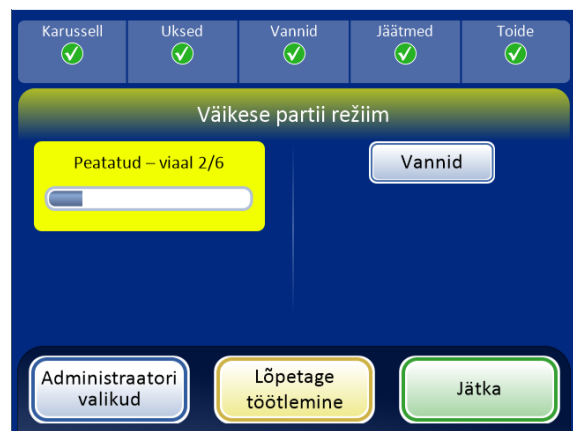 Karussell Uksed Vannid Jäätmed Toide
Väikese partii režiim
Peatatud – viaal 2/6
Vannid
Administraatori
valikud
Lõpetage
töötlemine
Jätka